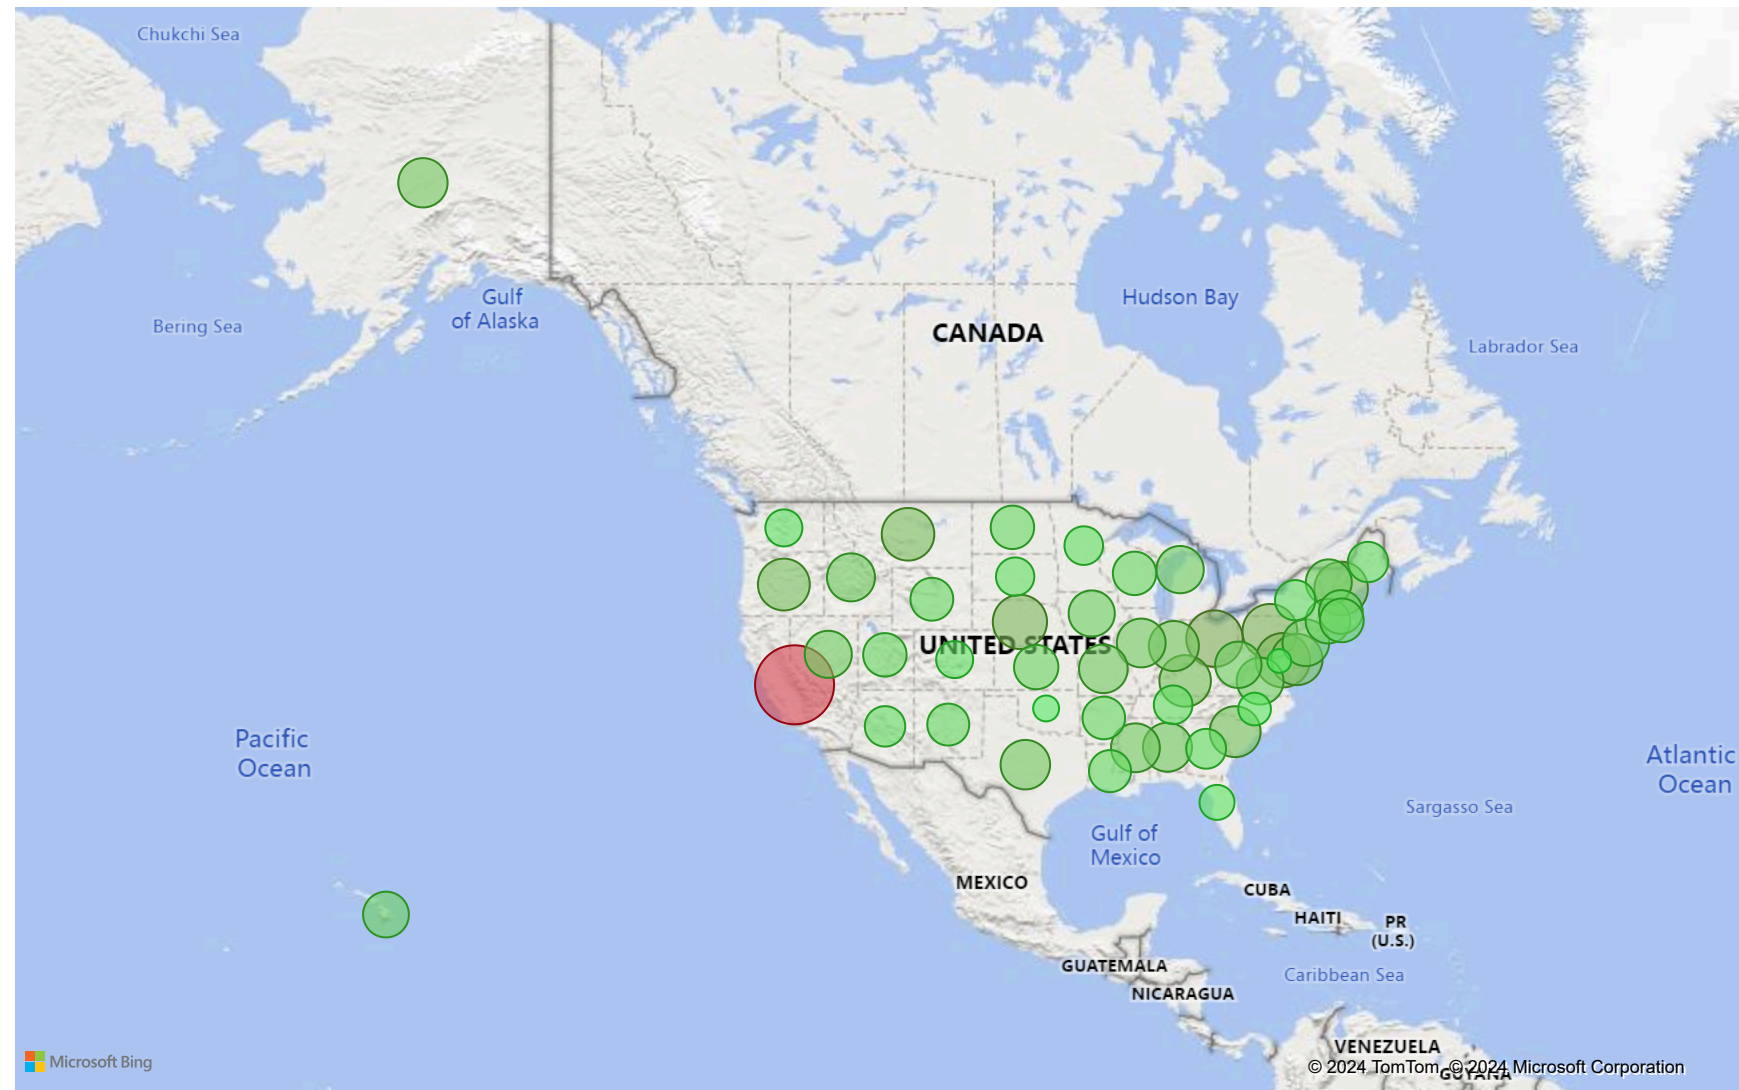 Chukchi Sea
Gulf
of Alaska
Bering Sea
Hudson Bay
CANADA
Labrador Sea
UNITED STATES
Pacific
Ocean
Atlantic
Ocean
Sargasso Sea
Gulf of
Mexico
MEXICO
CUBA
HAITI
PR
(U.S.)
GUATEMALA
Caribbean Sea
NICARAGUA
VENEZUELA
GUYANA
Microsoft Bing
© 2024 TomTom, © 2024 Microsoft Corporation